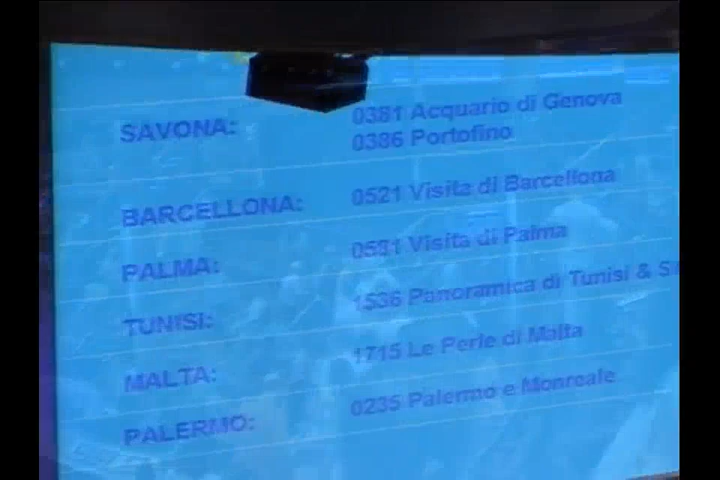 SAVONA: 0381 Acquario di Genova
0386 Portofino
BARCELLONA: 0521 Visita di Barcellona
PALMA: 0581 Visita di Palma
TUNISI: 1536 Panoramica di Tunisi & S
MALTA: 1715 Le Perle di Malta
PALERMO: 0235 Palermo e Monreale